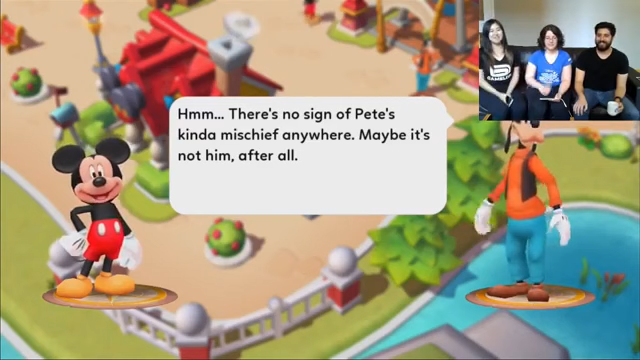 Hmm... There's no sign of Pete's
kinda mischief anywhere. Maybe it's
not him, after all.